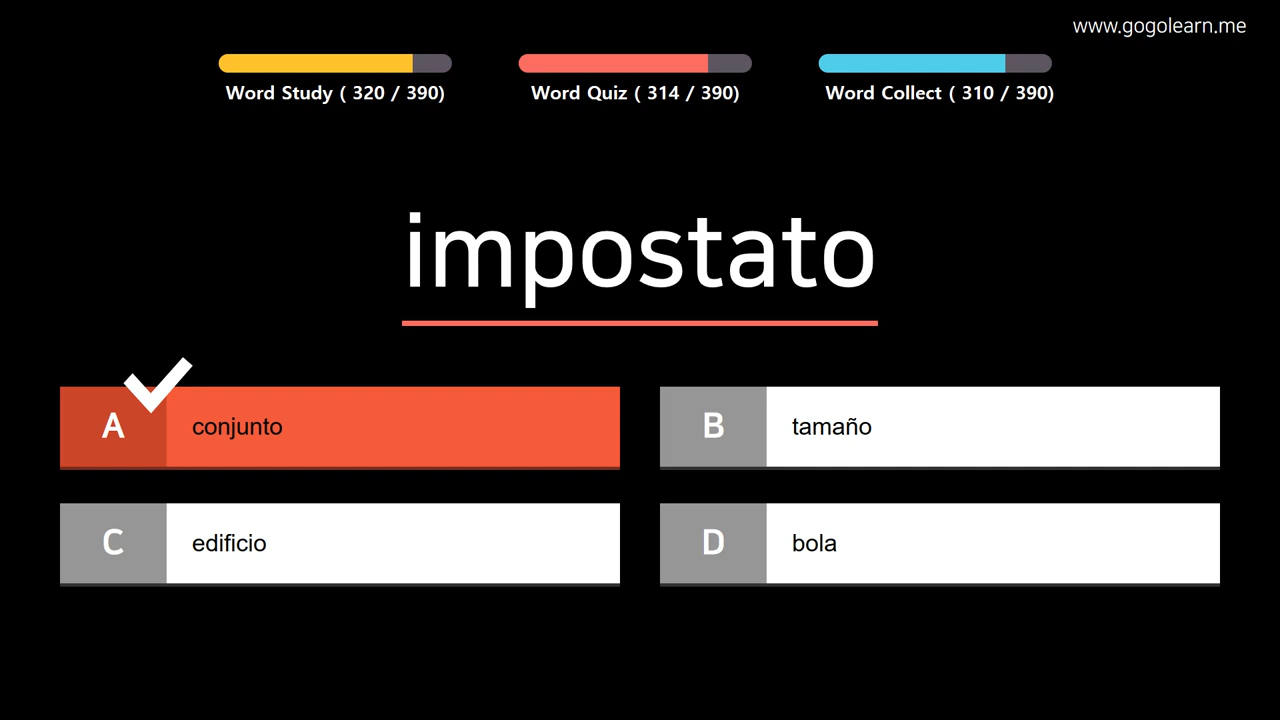 www.gogolearn.me
Word Study ( 320 / 390)
Word Quiz ( 314 / 390)
Word Collect ( 310 / 390)
impostato
A conjunto
B tamaño
C edificio
D bola